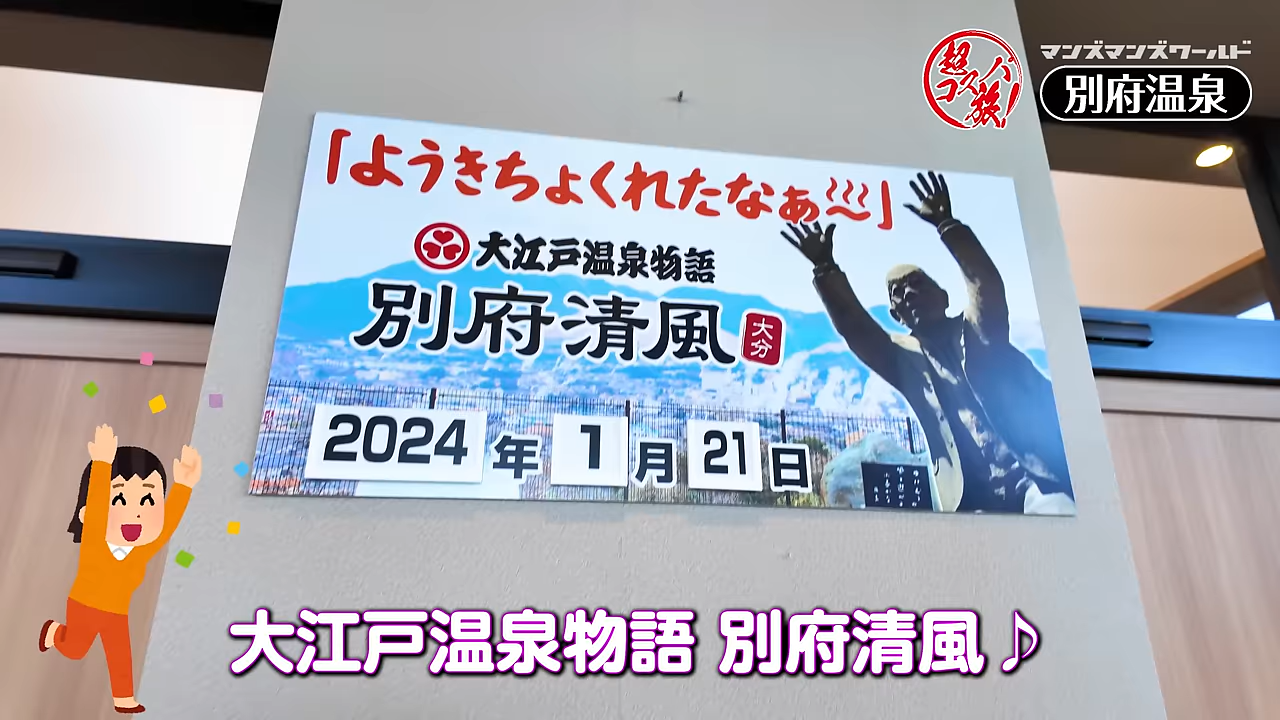 超コスパ旅!
マンズマンズワールド
別府温泉
「ようきちょくれたなぁ〜」
大江戸温泉物語
別府清風
大分
2024年1月21日
大江戸温泉物語 別府清風♪